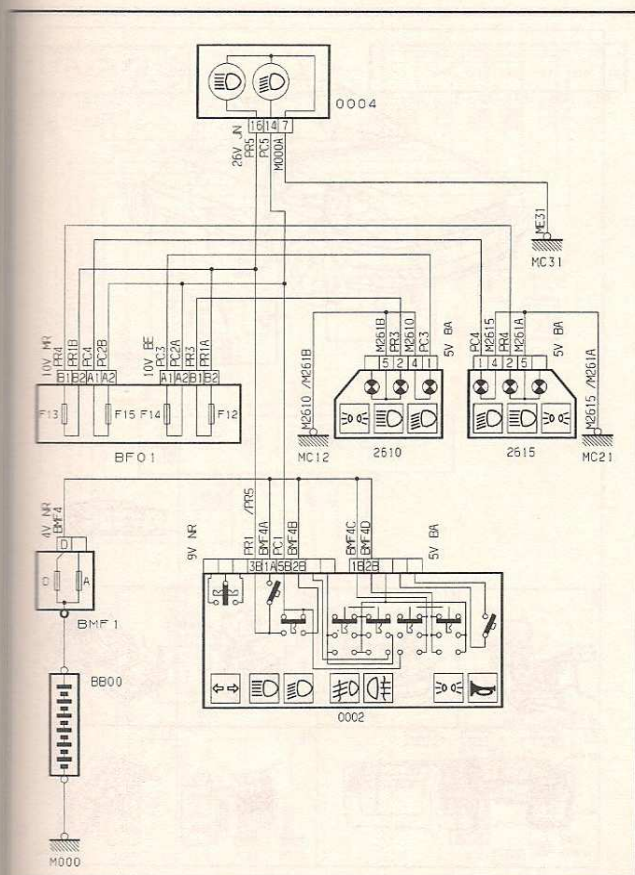 0004
16 14 7
26V JN
PR5
PC5
M000A
ME31
MC31
10V MR
PR4
PR1B
PC4
PC2B
10V BE
PC3
PC2A
PR3
PR1A
B1 B2 A1 A2
A1 A2 B1 B2
F13
F15
F14
F12
BF01
M2610 /M261B
MC12
M261B
PR3
M2610
PC3
5V BA
5 2 4 1
2610
PC4
M2615
PR4
M261A
5V BA
1 4 2 5
2615
M2615 /M261A
MC21
4V NR
BMF4
D
D
A
BMF1
BB00
M000
9V NR
PR1
/PR5
BMF4A
PC1
BMF4B
BMF4C
BMF4D
5V BA
3B 1A 5B 2B
1B 2B
0002